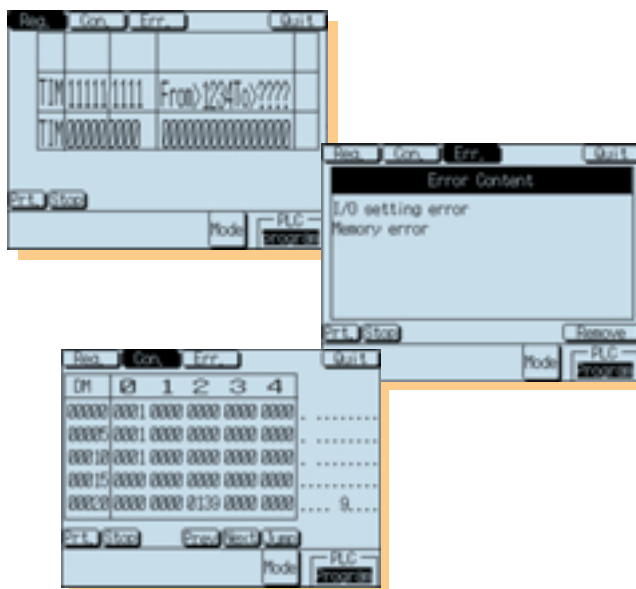 Reg. Con. Err. Quit
TIM 11111 1111 From>1234To>????
TIM 00000000 00000000000000
Prt. Stop
Mode PLC
Program
Reg. Con. Err. Quit
Error Content
I/O setting error
Memory error
Prt. Stop Remove
Mode PLC
Program
Reg. Con. Err. Quit
DM 0 1 2 3 4
00000 0001 0000 0000 0000 0000 . ........
00005 0001 0000 0000 0000 0000 . ........
00010 0001 0000 0000 0000 0000 . ........
00015 0000 0000 0000 0000 0000 ..........
00020 0000 0000 0139 0000 0000 .... 9....
Prt. Stop Prev Next Jump
Mode PLC
Program